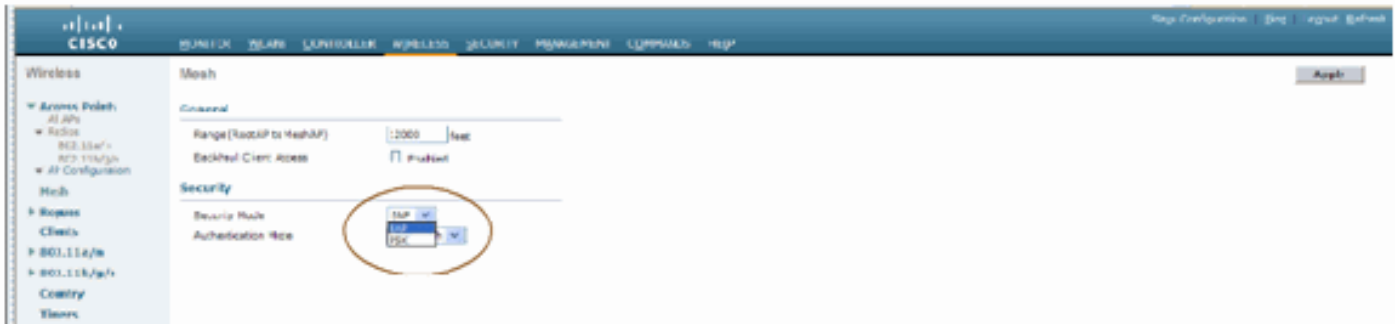 Save Configuration | Ping | Logout Refresh
CISCO
MONITOR WLANs CONTROLLER WIRELESS SECURITY MANAGEMENT COMMANDS HELP
Wireless
Mesh
Apply
Access Points
All APs
Radios
802.11a/n
802.11b/g/n
AP Configuration
Mesh
Rogues
Clients
802.11a/n
802.11b/g/n
Country
Timers
General
Range (RootAP to MeshAP) 12000 feet
Backhaul Client Access Enabled
Security
Security Mode EAP
EAP
PSK
Authentication Mode